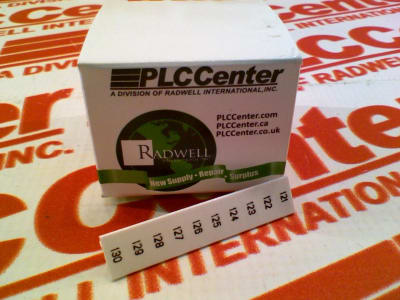 PLCCenter
A DIVISION OF RADWELL INTERNATIONAL, INC.
PLCCenter.com
PLCCenter.ca
PLCCenter.co.uk
RADWELL
New Supply • Repair • Surplus
130 129 128 127 126 125 124 123 122 121